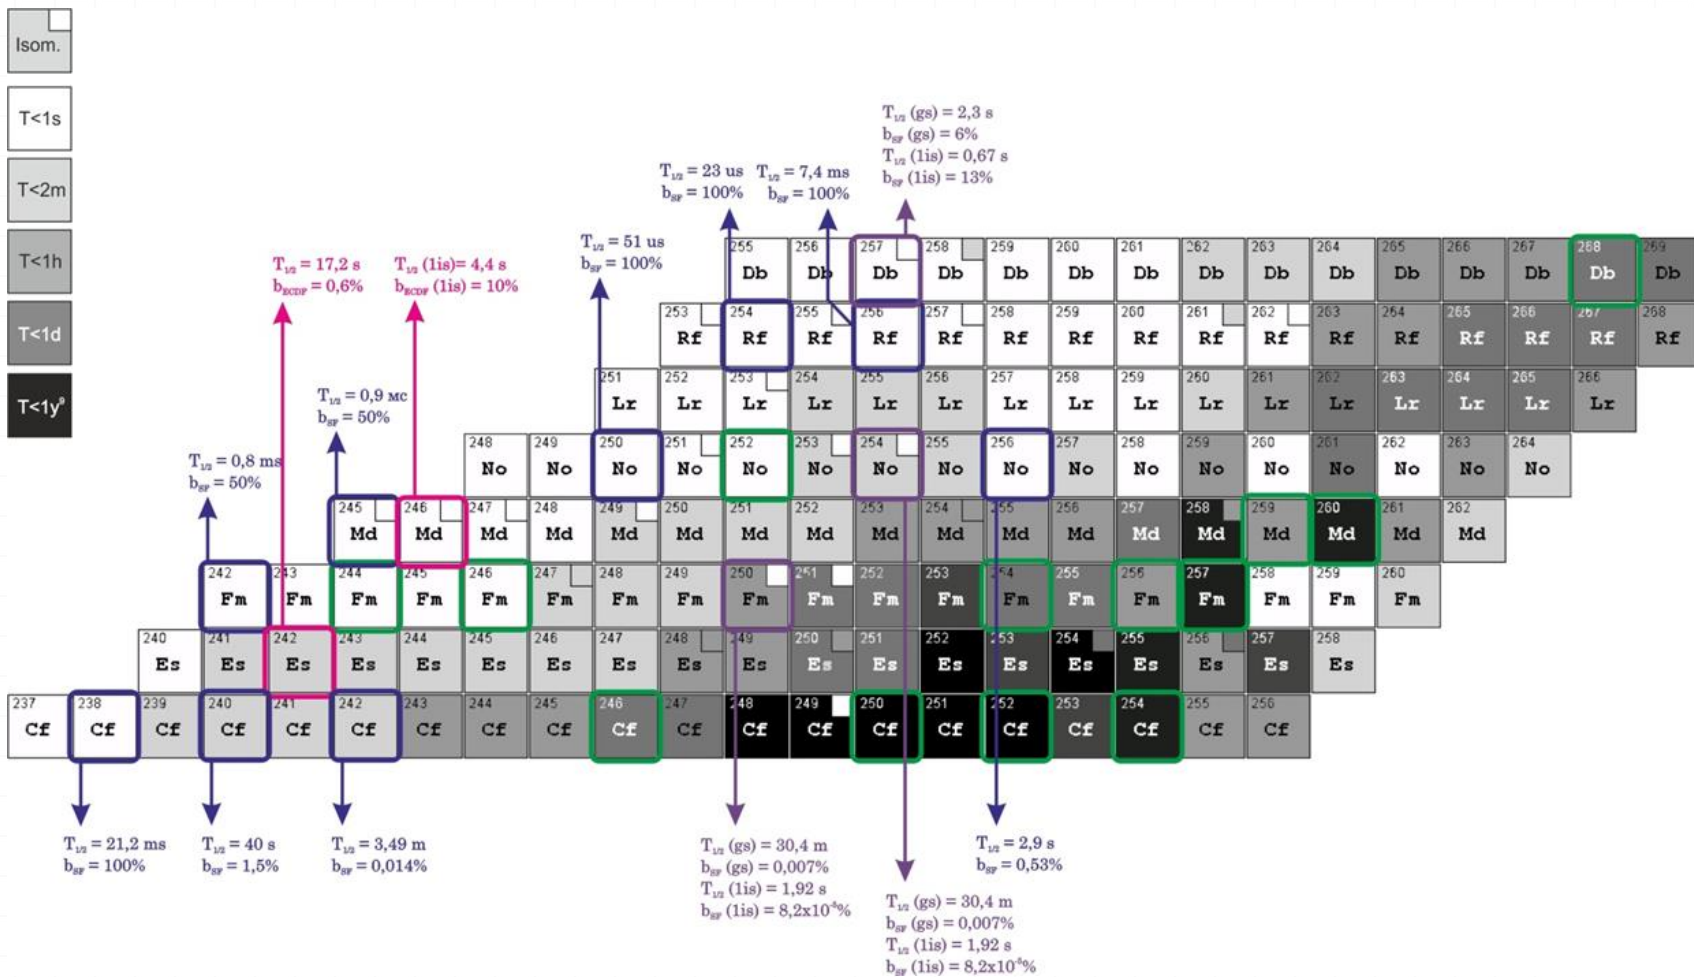 Isom.
T<1s
T<2m
T<1h
T<1d
T<1y⁹
T₁/₂ (gs) = 2,3 s
b_SF (gs) = 6%
T₁/₂ (1is) = 0,67 s
b_SF (1is) = 13%
T₁/₂ = 23 us
b_SF = 100%
T₁/₂ = 7,4 ms
b_SF = 100%
T₁/₂ = 51 us
b_SF = 100%
T₁/₂ = 17,2 s
b_ECDF = 0,6%
T₁/₂ (1is)= 4,4 s
b_ECDF (1is) = 10%
T₁/₂ = 0,9 мс
b_SF = 50%
T₁/₂ = 0,8 ms
b_SF = 50%
255 256 257 258 259 260 261 262 263 264 265 266 267 268 269
Db Db Db Db Db Db Db Db Db Db Db Db Db Db Db
253 254 255 256 257 258 259 260 261 262 263 264 265 266 267 268
Rf Rf Rf Rf Rf Rf Rf Rf Rf Rf Rf Rf Rf Rf Rf Rf
251 252 253 254 255 256 257 258 259 260 261 262 263 264 265 266
Lr Lr Lr Lr Lr Lr Lr Lr Lr Lr Lr Lr Lr Lr Lr Lr
248 249 250 251 252 253 254 255 256 257 258 259 260 261 262 263 264
No No No No No No No No No No No No No No No No No
245 246 247 248 249 250 251 252 253 254 255 256 257 258 259 260 261 262
Md Md Md Md Md Md Md Md Md Md Md Md Md Md Md Md Md Md
242 243 244 245 246 247 248 249 250 251 252 253 254 255 256 257 258 259 260
Fm Fm Fm Fm Fm Fm Fm Fm Fm Fm Fm Fm Fm Fm Fm Fm Fm Fm Fm
240 241 242 243 244 245 246 247 248 249 250 251 252 253 254 255 256 257 258
Es Es Es Es Es Es Es Es Es Es Es Es Es Es Es Es Es Es Es
237 238 239 240 241 242 243 244 245 246 247 248 249 250 251 252 253 254 255 256
Cf Cf Cf Cf Cf Cf Cf Cf Cf Cf Cf Cf Cf Cf Cf Cf Cf Cf Cf Cf
T₁/₂ = 21,2 ms
b_SF = 100%
T₁/₂ = 40 s
b_SF = 1,5%
T₁/₂ = 3,49 m
b_SF = 0,014%
T₁/₂ (gs) = 30,4 m
b_SF (gs) = 0,007%
T₁/₂ (1is) = 1,92 s
b_SF (1is) = 8,2x10⁻⁵%
T₁/₂ = 2,9 s
b_SF = 0,53%
T₁/₂ (gs) = 30,4 m
b_SF (gs) = 0,007%
T₁/₂ (1is) = 1,92 s
b_SF (1is) = 8,2x10⁻⁵%